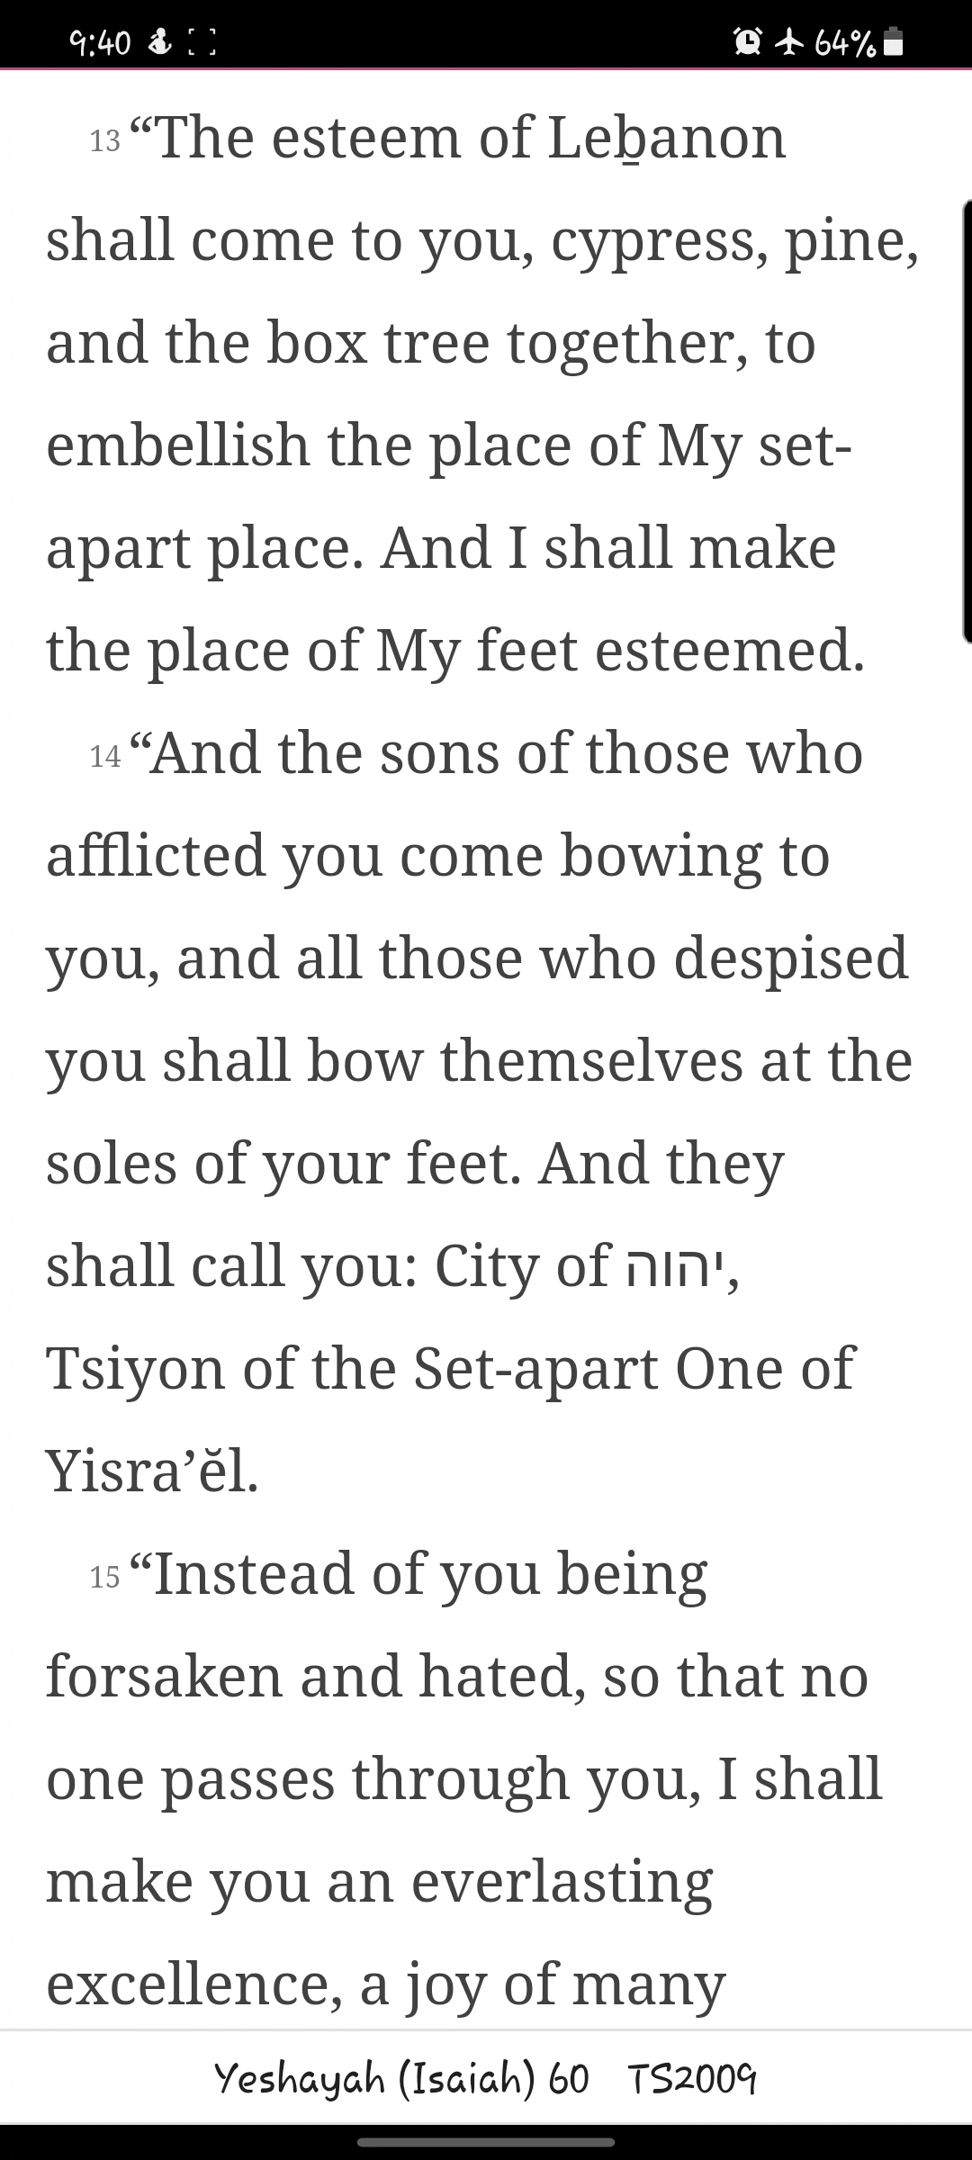 9:40 64%
13 “The esteem of Leḇanon
shall come to you, cypress, pine,
and the box tree together, to
embellish the place of My set-
apart place. And I shall make
the place of My feet esteemed.
14 “And the sons of those who
afflicted you come bowing to
you, and all those who despised
you shall bow themselves at the
soles of your feet. And they
shall call you: City of יהוה,
Tsiyon of the Set-apart One of
Yisra’ĕl.
15 “Instead of you being
forsaken and hated, so that no
one passes through you, I shall
make you an everlasting
excellence, a joy of many
Yeshayah (Isaiah) 60 TS2009